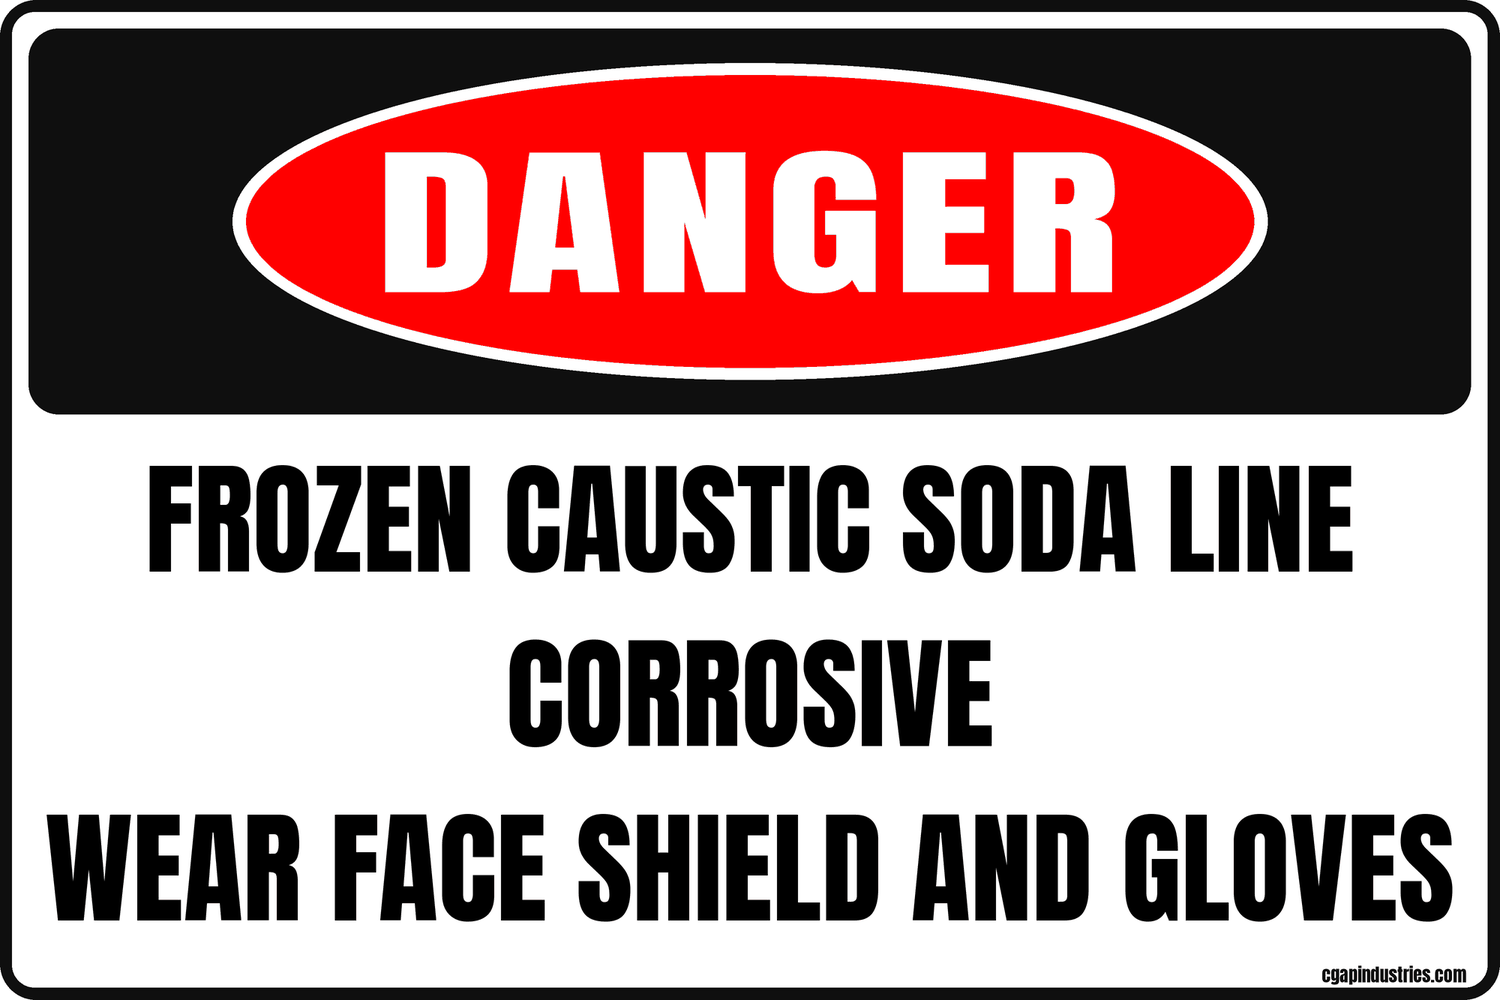 DANGER
FROZEN CAUSTIC SODA LINE
CORROSIVE
WEAR FACE SHIELD AND GLOVES
cgapindustries.com